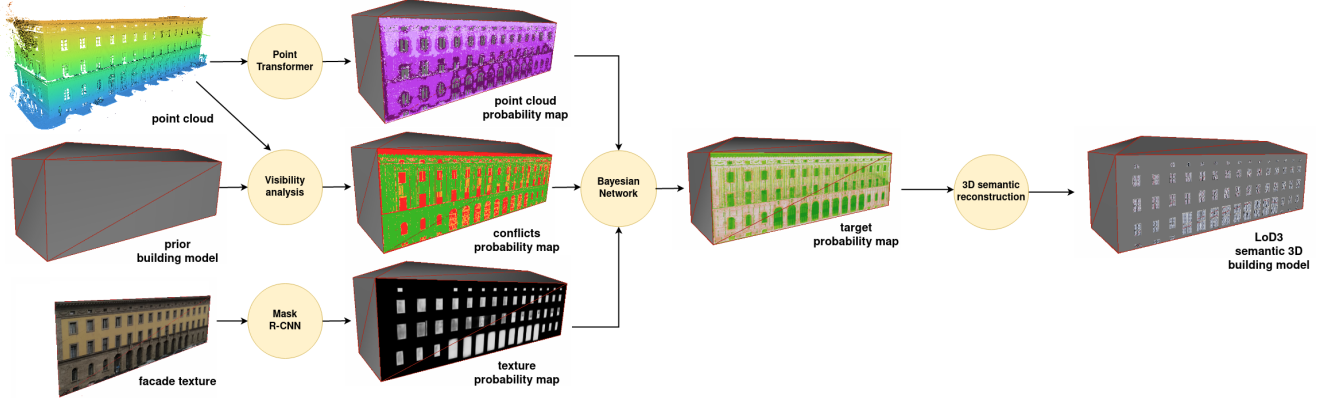 point cloud
Point
Transformer
point cloud
probability map
prior
building model
Visibility
analysis
conflicts
probability map
Bayesian
Network
target
probability map
3D semantic
reconstruction
LoD3
semantic 3D
building model
facade texture
Mask
R-CNN
texture
probability map